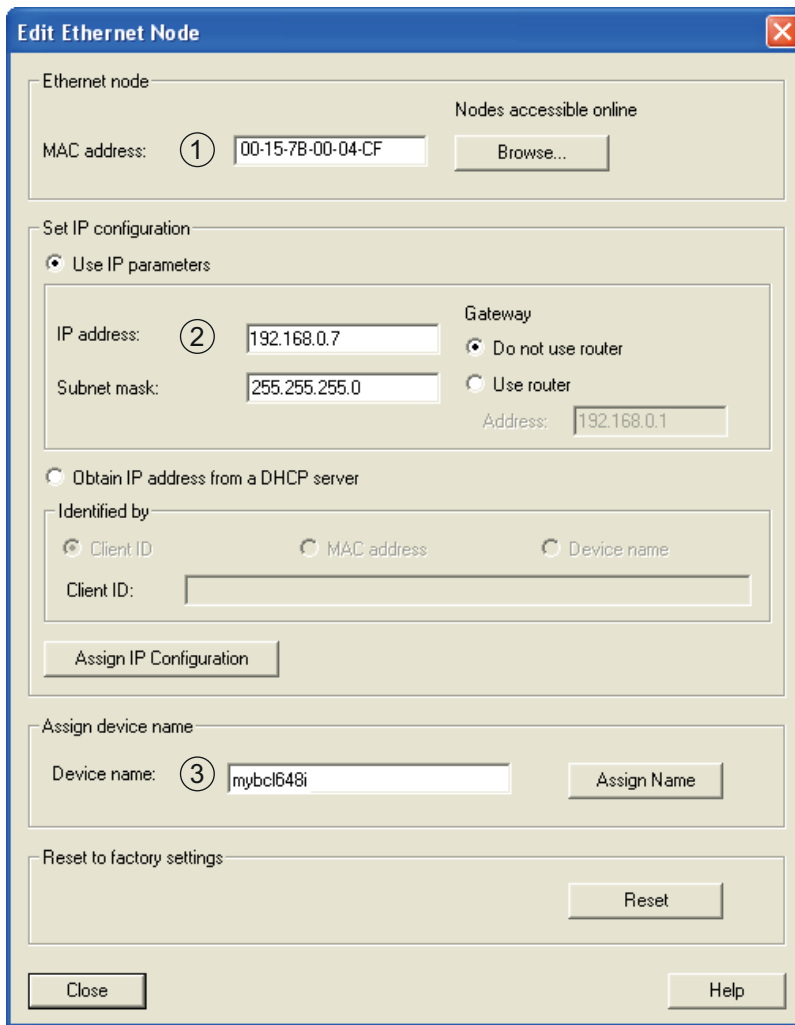 Edit Ethernet Node
Ethernet node
Nodes accessible online
MAC address: 1 00-15-7B-00-04-CF Browse...
Set IP configuration
Use IP parameters
Gateway
IP address: 2 192.168.0.7 Do not use router
Subnet mask: 255.255.255.0 Use router
Address: 192.168.0.1
Obtain IP address from a DHCP server
Identified by
Client ID MAC address Device name
Client ID:
Assign IP Configuration
Assign device name
Device name: 3 mybcl648i Assign Name
Reset to factory settings
Reset
Close Help